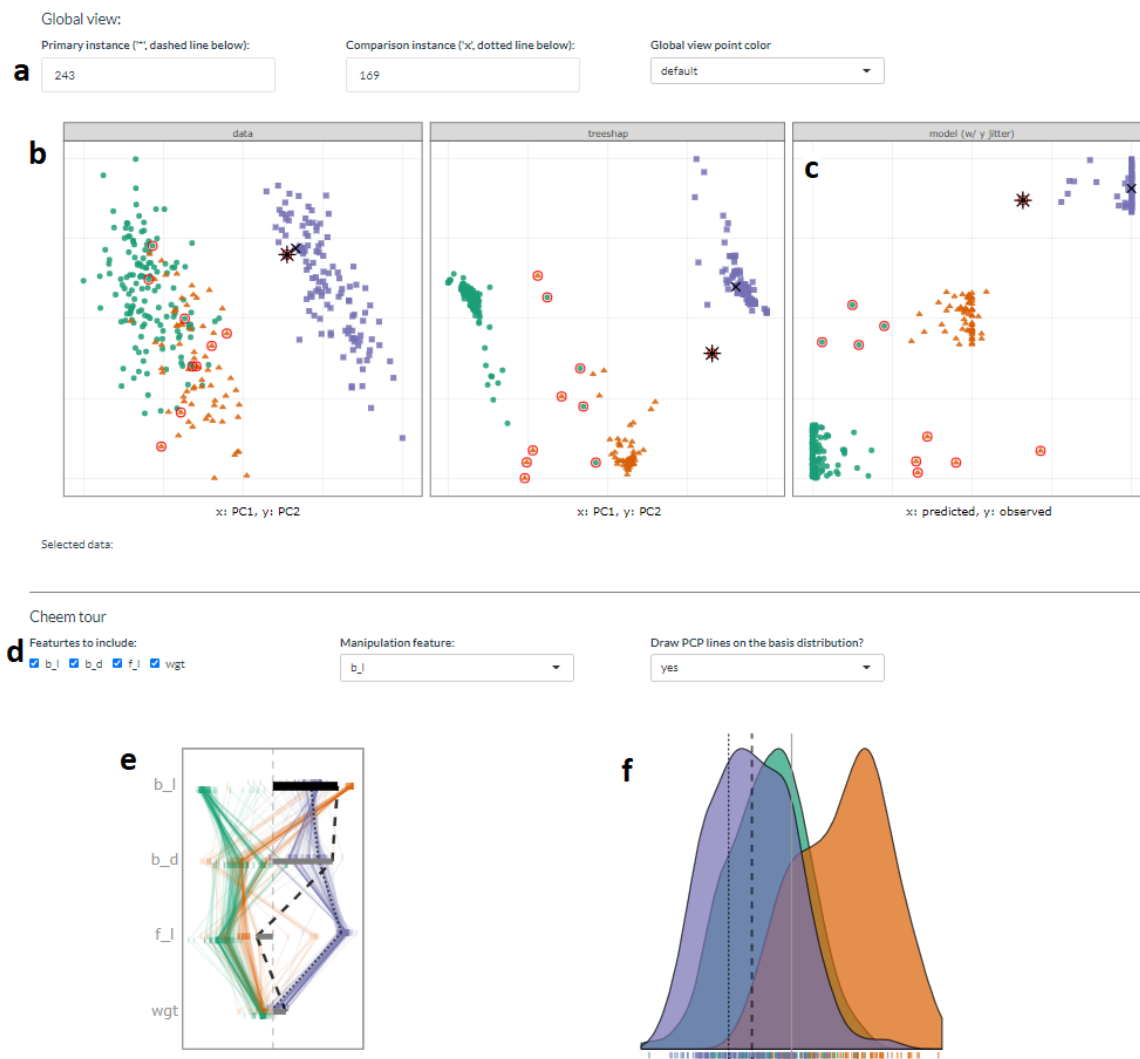 Global view:
Primary instance ('*', dashed line below): Comparison instance ('x', dotted line below): Global view point color
a 243 169 default
b data treeshap c model (w/ y jitter)
x: PC1, y: PC2 x: PC1, y: PC2 x: predicted, y: observed
Selected data:
Cheem tour
d Featurtes to include: Manipulation feature: Draw PCP lines on the basis distribution?
b_l b_d f_l wgt b_l yes
e f
b_l
b_d
f_l
wgt